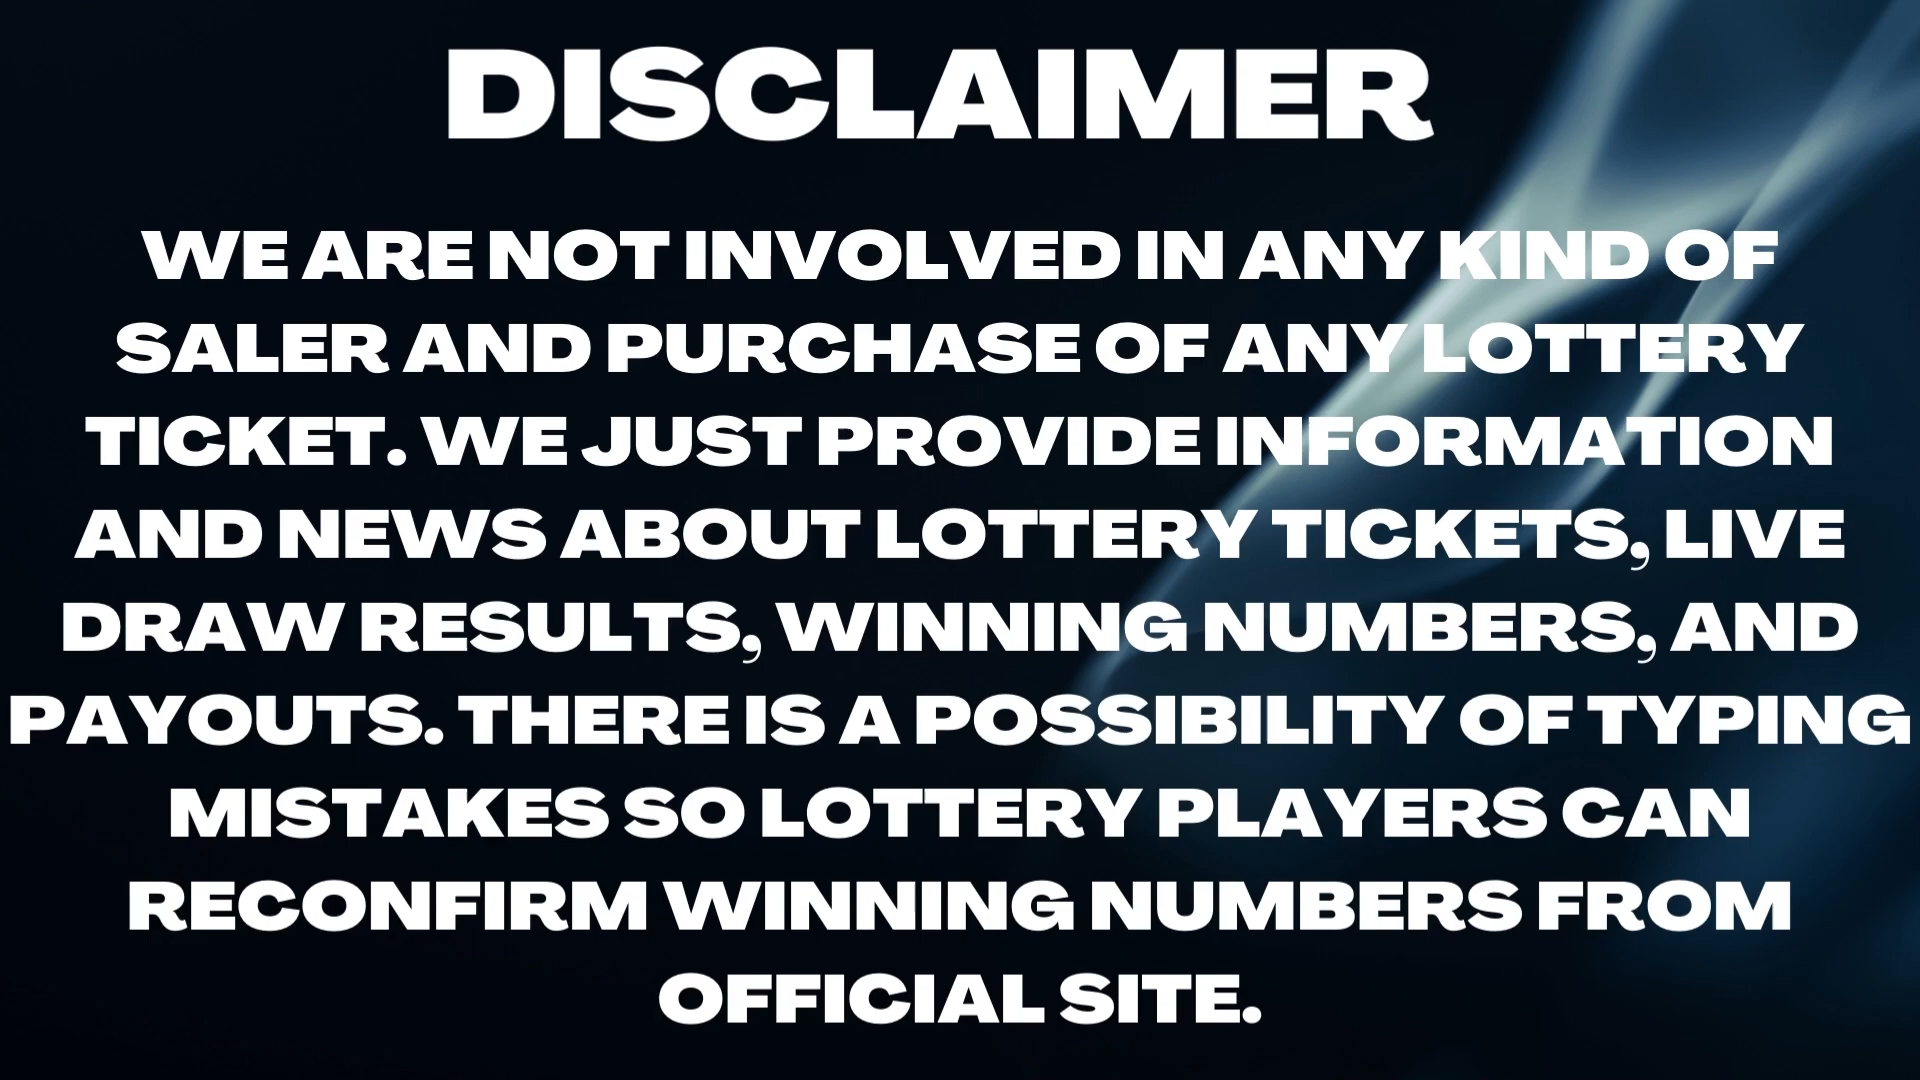 DISCLAIMER
WE ARE NOT INVOLVED IN ANY KIND OF
SALER AND PURCHASE OF ANY LOTTERY
TICKET. WE JUST PROVIDE INFORMATION
AND NEWS ABOUT LOTTERY TICKETS, LIVE
DRAW RESULTS, WINNING NUMBERS, AND
PAYOUTS. THERE IS A POSSIBILITY OF TYPING
MISTAKES SO LOTTERY PLAYERS CAN
RECONFIRM WINNING NUMBERS FROM
OFFICIAL SITE.